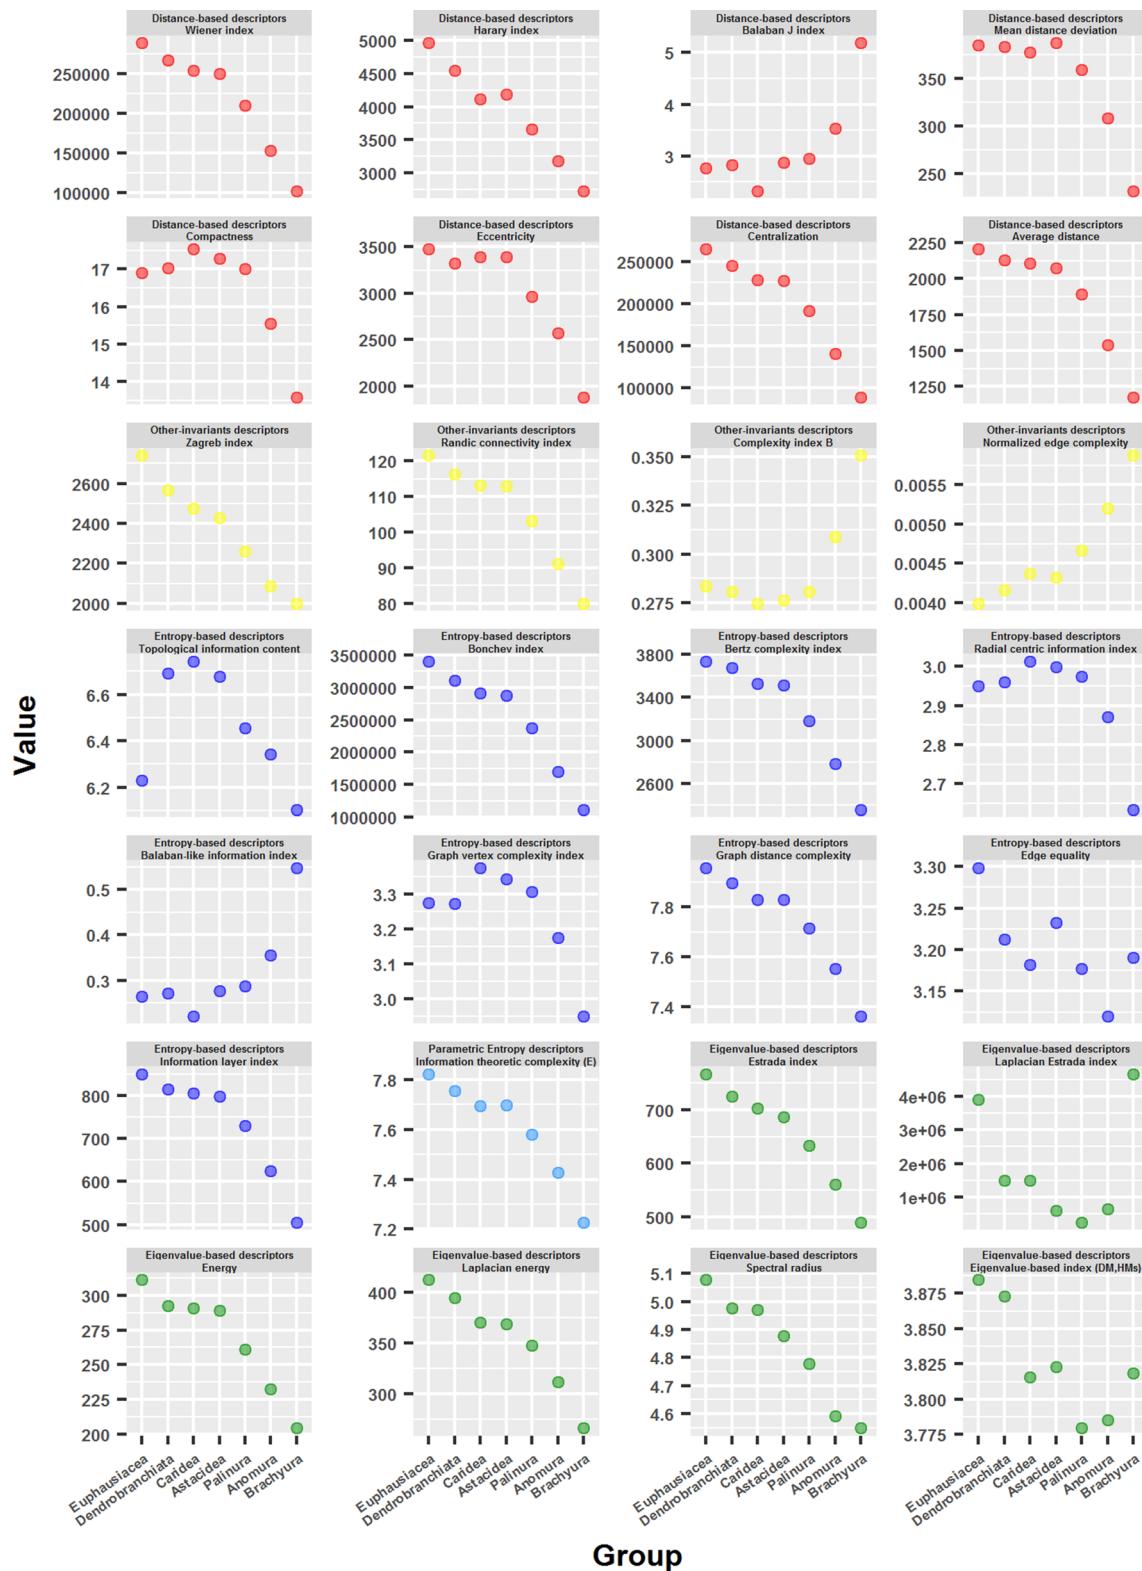 Distance-based descriptors
Wiener index
250000
200000
150000
100000
Distance-based descriptors
Harary index
5000
4500
4000
3500
3000
Distance-based descriptors
Balaban J index
5
4
3
Distance-based descriptors
Mean distance deviation
350
300
250
Distance-based descriptors
Compactness
17
16
15
14
Distance-based descriptors
Eccentricity
3500
3000
2500
2000
Distance-based descriptors
Centralization
250000
200000
150000
100000
Distance-based descriptors
Average distance
2250
2000
1750
1500
1250
Other-invariants descriptors
Zagreb index
2600
2400
2200
2000
Other-invariants descriptors
Randic connectivity index
120
110
100
90
80
Other-invariants descriptors
Complexity index B
0.350
0.325
0.300
0.275
Other-invariants descriptors
Normalized edge complexity
0.0055
0.0050
0.0045
0.0040
Entropy-based descriptors
Topological information content
6.6
6.4
6.2
Entropy-based descriptors
Bonchev index
3500000
3000000
2500000
2000000
1500000
1000000
Entropy-based descriptors
Bertz complexity index
3800
3400
3000
2600
Entropy-based descriptors
Radial centric information index
3.0
2.9
2.8
2.7
Entropy-based descriptors
Balaban-like information index
0.5
0.4
0.3
Entropy-based descriptors
Graph vertex complexity index
3.3
3.2
3.1
3.0
Entropy-based descriptors
Graph distance complexity
7.8
7.6
7.4
Entropy-based descriptors
Edge equality
3.30
3.25
3.20
3.15
Entropy-based descriptors
Information layer index
800
700
600
500
Parametric Entropy descriptors
Information theoretic complexity (E)
7.8
7.6
7.4
7.2
Eigenvalue-based descriptors
Estrada index
700
600
500
Eigenvalue-based descriptors
Laplacian Estrada index
4e+06
3e+06
2e+06
1e+06
Eigenvalue-based descriptors
Energy
300
275
250
225
200
Eigenvalue-based descriptors
Laplacian energy
400
350
300
Eigenvalue-based descriptors
Spectral radius
5.1
5.0
4.9
4.8
4.7
4.6
Eigenvalue-based descriptors
Eigenvalue-based index (DM,HMs)
3.875
3.850
3.825
3.800
3.775
Euphausiacea
Dendrobranchiata
Caridea
Astacidea
Palinura
Anomura
Brachyura
Euphausiacea
Dendrobranchiata
Caridea
Astacidea
Palinura
Anomura
Brachyura
Euphausiacea
Dendrobranchiata
Caridea
Astacidea
Palinura
Anomura
Brachyura
Euphausiacea
Dendrobranchiata
Caridea
Astacidea
Palinura
Anomura
Brachyura
Value
Group